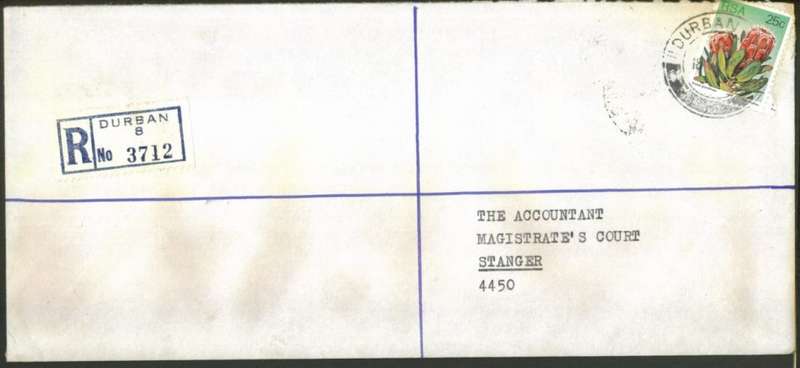 RSA
25c
DURBAN
R
DURBAN
8
No 3712
THE ACCOUNTANT
MAGISTRATE'S COURT
STANGER
4450